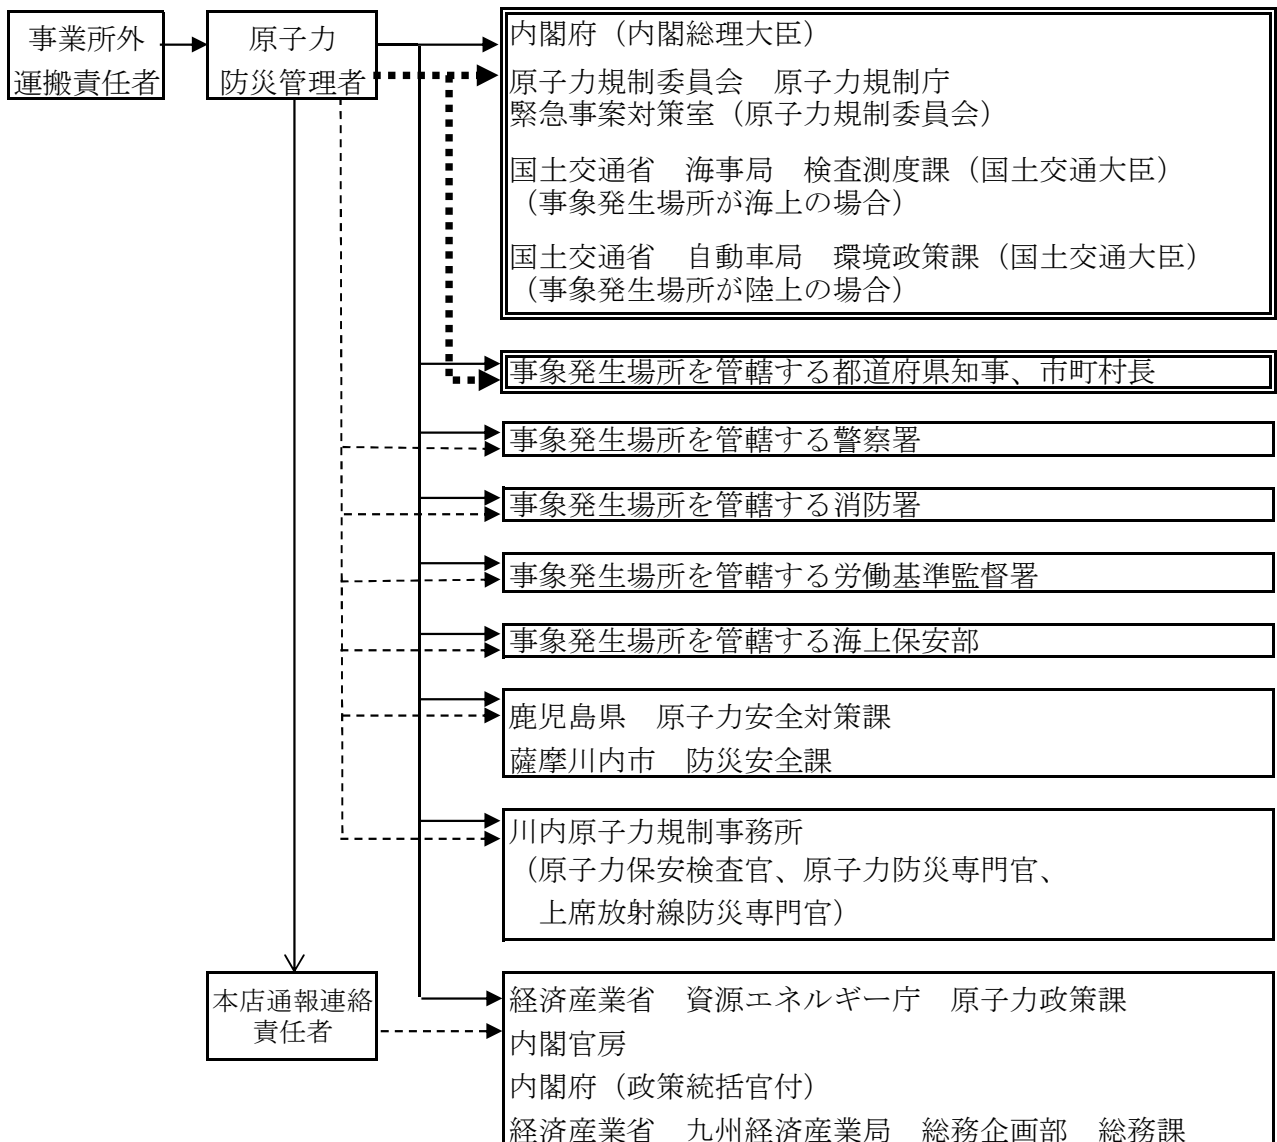 事業所外
運搬責任者
原子力
防災管理者
内閣府（内閣総理大臣）
原子力規制委員会　原子力規制庁
緊急事案対策室（原子力規制委員会）
国土交通省　海事局　検査測度課（国土交通大臣）
（事象発生場所が海上の場合）
国土交通省　自動車局　環境政策課（国土交通大臣）
（事象発生場所が陸上の場合）
事象発生場所を管轄する都道府県知事、市町村長
事象発生場所を管轄する警察署
事象発生場所を管轄する消防署
事象発生場所を管轄する労働基準監督署
事象発生場所を管轄する海上保安部
鹿児島県　原子力安全対策課
薩摩川内市　防災安全課
川内原子力規制事務所
（原子力保安検査官、原子力防災専門官、
上席放射線防災専門官）
本店通報連絡
責任者
経済産業省　資源エネルギー庁　原子力政策課
内閣官房
内閣府（政策統括官付）
経済産業省　九州経済産業局　総務企画部　総務課